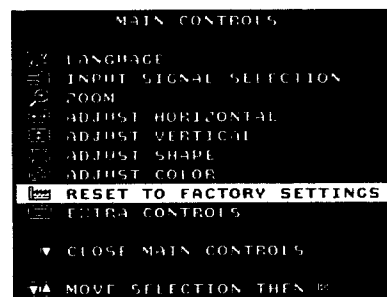 MAIN CONTROLS
LANGUAGE
INPUT SIGNAL SELECTION
ZOOM
ADJUST HORIZONTAL
ADJUST VERTICAL
ADJUST SHAPE
ADJUST COLOR
RESET TO FACTORY SETTINGS
EXTRA CONTROLS
CLOSE MAIN CONTROLS
MOVE SELECTION THEN